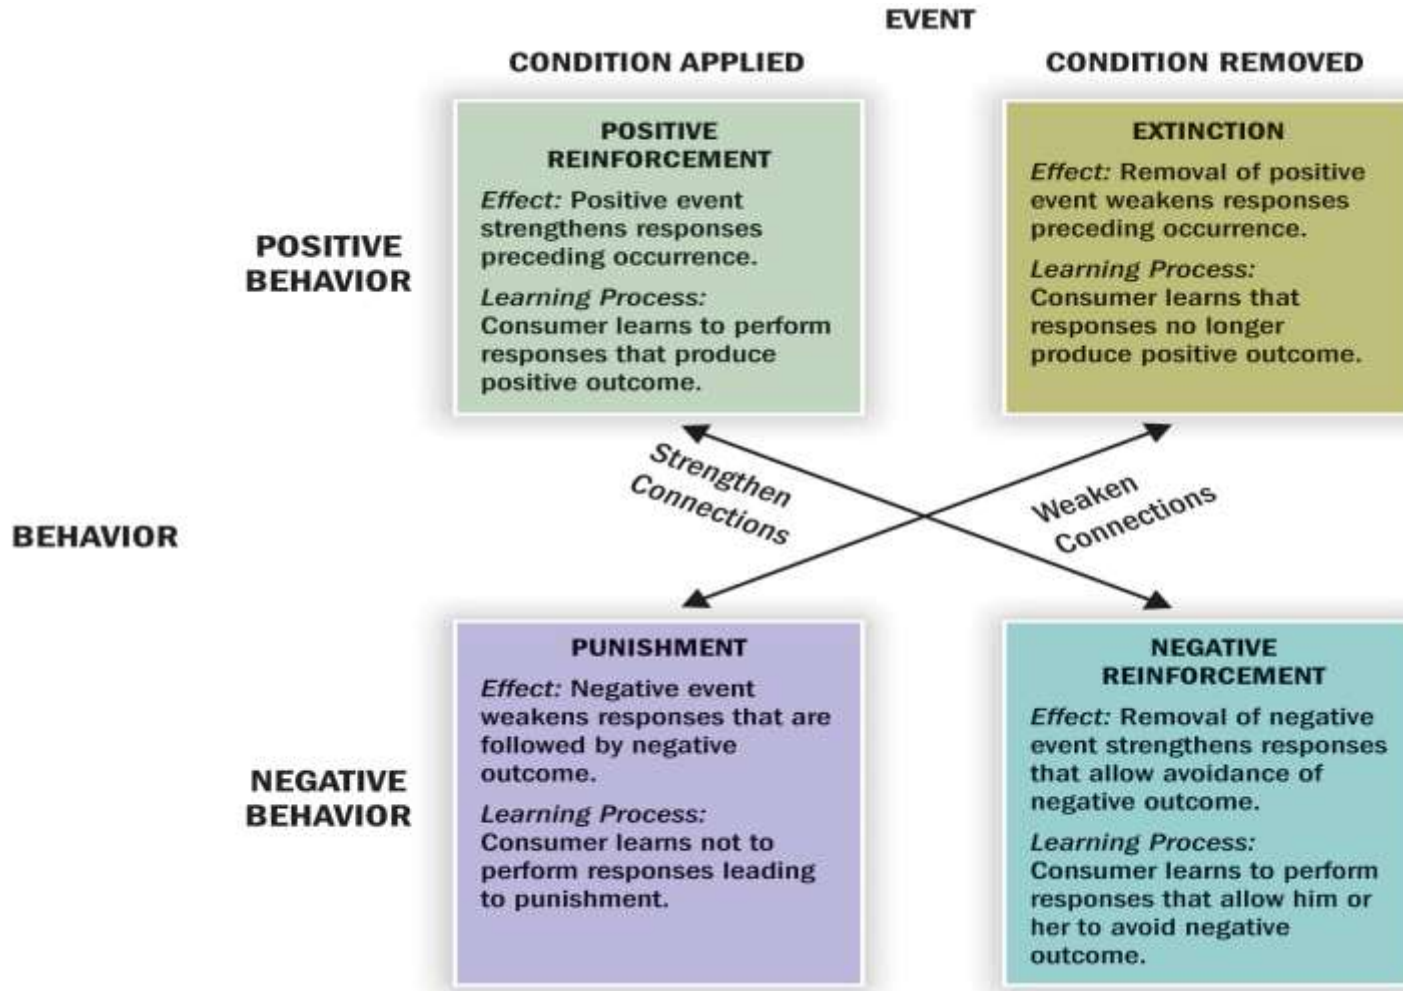 EVENT
CONDITION APPLIED
CONDITION REMOVED
POSITIVE
BEHAVIOR
POSITIVE
REINFORCEMENT
Effect: Positive event
strengthens responses
preceding occurrence.
Learning Process:
Consumer learns to perform
responses that produce
positive outcome.
EXTINCTION
Effect: Removal of positive
event weakens responses
preceding occurrence.
Learning Process:
Consumer learns that
responses no longer
produce positive outcome.
Strengthen
Connections
Weaken
Connections
BEHAVIOR
NEGATIVE
BEHAVIOR
PUNISHMENT
Effect: Negative event
weakens responses that are
followed by negative
outcome.
Learning Process:
Consumer learns not to
perform responses leading
to punishment.
NEGATIVE
REINFORCEMENT
Effect: Removal of negative
event strengthens responses
that allow avoidance of
negative outcome.
Learning Process:
Consumer learns to perform
responses that allow him or
her to avoid negative
outcome.